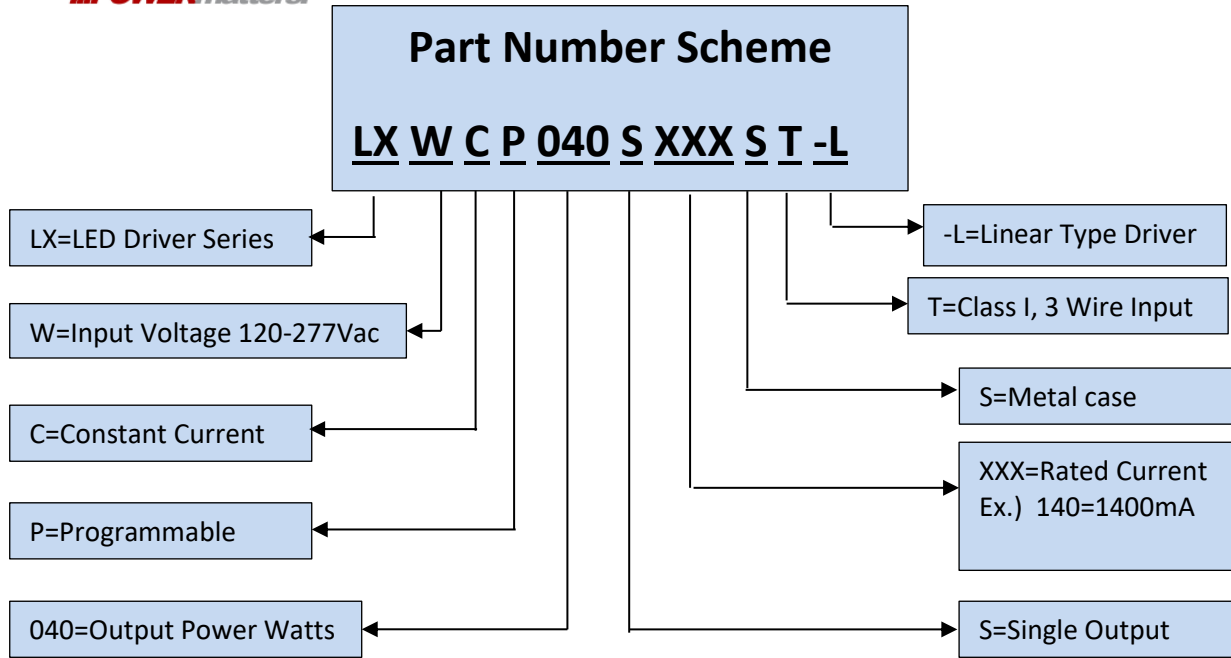 Part Number Scheme
LX W C P 040 S XXX S T -L
LX=LED Driver Series
W=Input Voltage 120-277Vac
C=Constant Current
P=Programmable
040=Output Power Watts
-L=Linear Type Driver
T=Class I, 3 Wire Input
S=Metal case
XXX=Rated Current
Ex.) 140=1400mA
S=Single Output